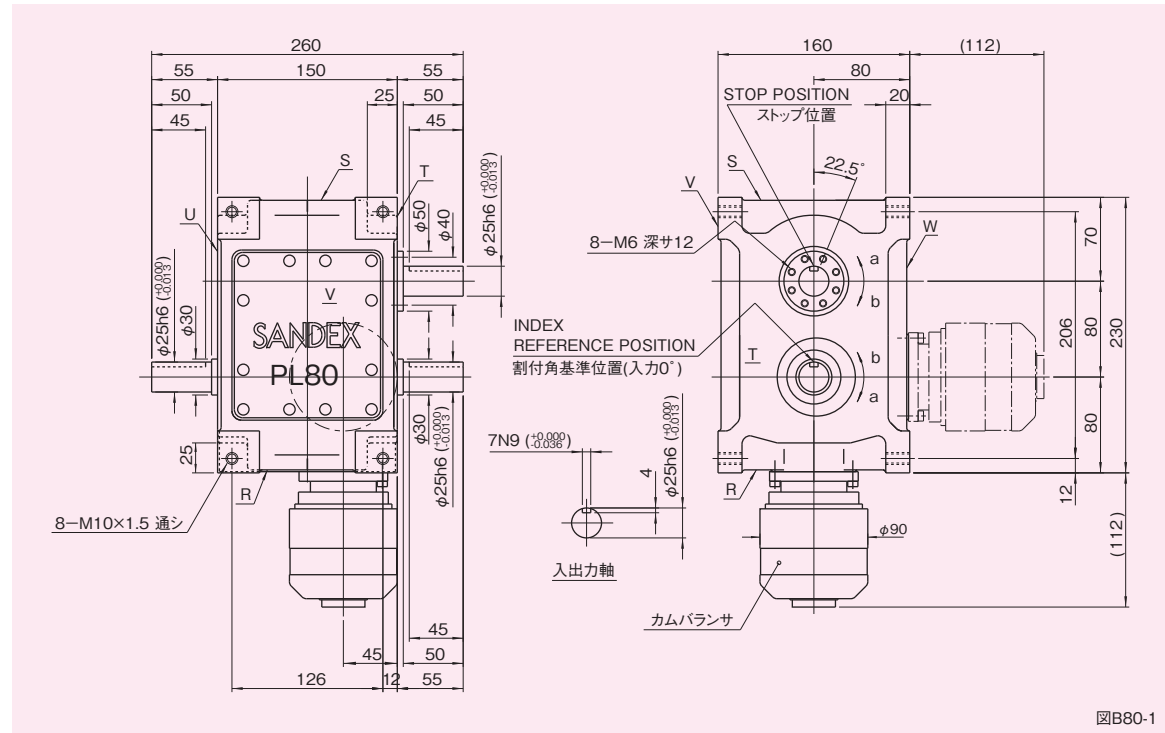 260
55
150
55
50
25
50
45
45
S
T
U
φ50
φ40
φ25h6 (+0.000 -0.013)
φ25h6 (+0.000 -0.013)
φ30
V
SANDEX
PL80
φ30
φ25h6 (+0.000 -0.013)
25
R
8-M10×1.5 通シ
45
45
50
126
12
55
7N9 (+0.000 -0.036)
4
φ25h6 (+0.000 -0.013)
入出力軸
160
(112)
80
STOP POSITION
ストップ位置
20
22.5°
S
V
W
8-M6 深サ12
a
b
INDEX
REFERENCE POSITION
割付角基準位置(入力0°)
T
b
a
70
206
80
230
80
12
(112)
R
φ90
カムバランサ
図B80-1